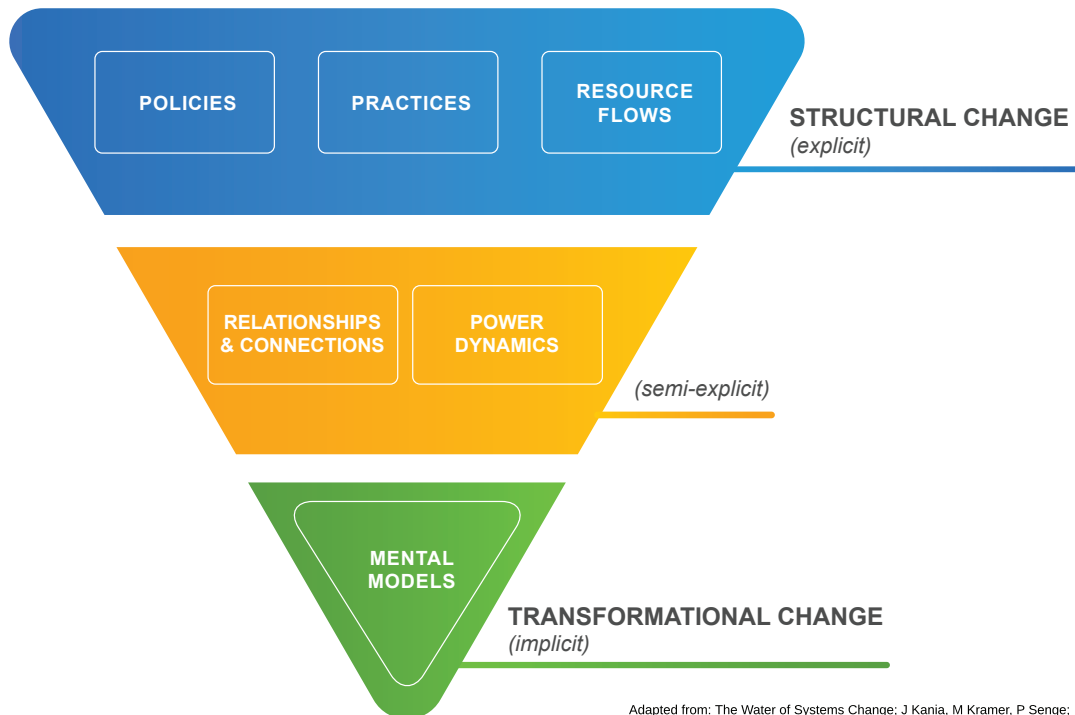 POLICIES
PRACTICES
RESOURCE
FLOWS
STRUCTURAL CHANGE
(explicit)
RELATIONSHIPS
& CONNECTIONS
POWER
DYNAMICS
(semi-explicit)
MENTAL
MODELS
TRANSFORMATIONAL CHANGE
(implicit)
Adapted from: The Water of Systems Change; J Kania, M Kramer, P Senge;